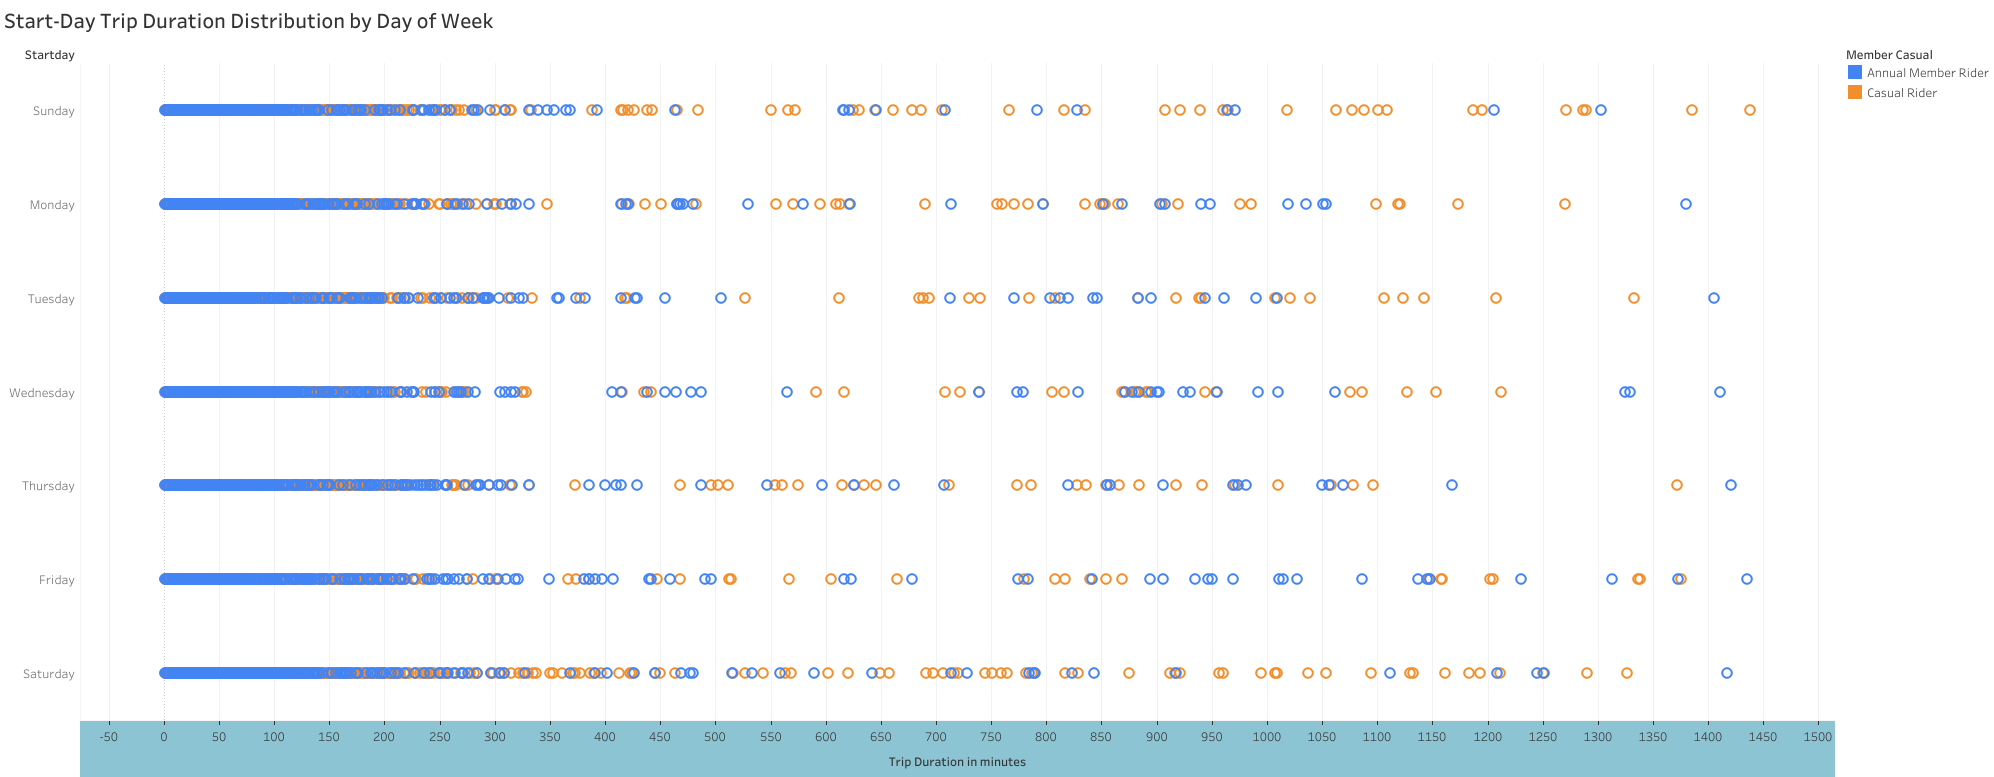 Start-Day Trip Duration Distribution by Day of Week
Startday
Member Casual
Annual Member Rider
Casual Rider
Sunday
Monday
Tuesday
Wednesday
Thursday
Friday
Saturday
-50 0 50 100 150 200 250 300 350 400 450 500 550 600 650 700 750 800 850 900 950 1000 1050 1100 1150 1200 1250 1300 1350 1400 1450 1500
Trip Duration in minutes